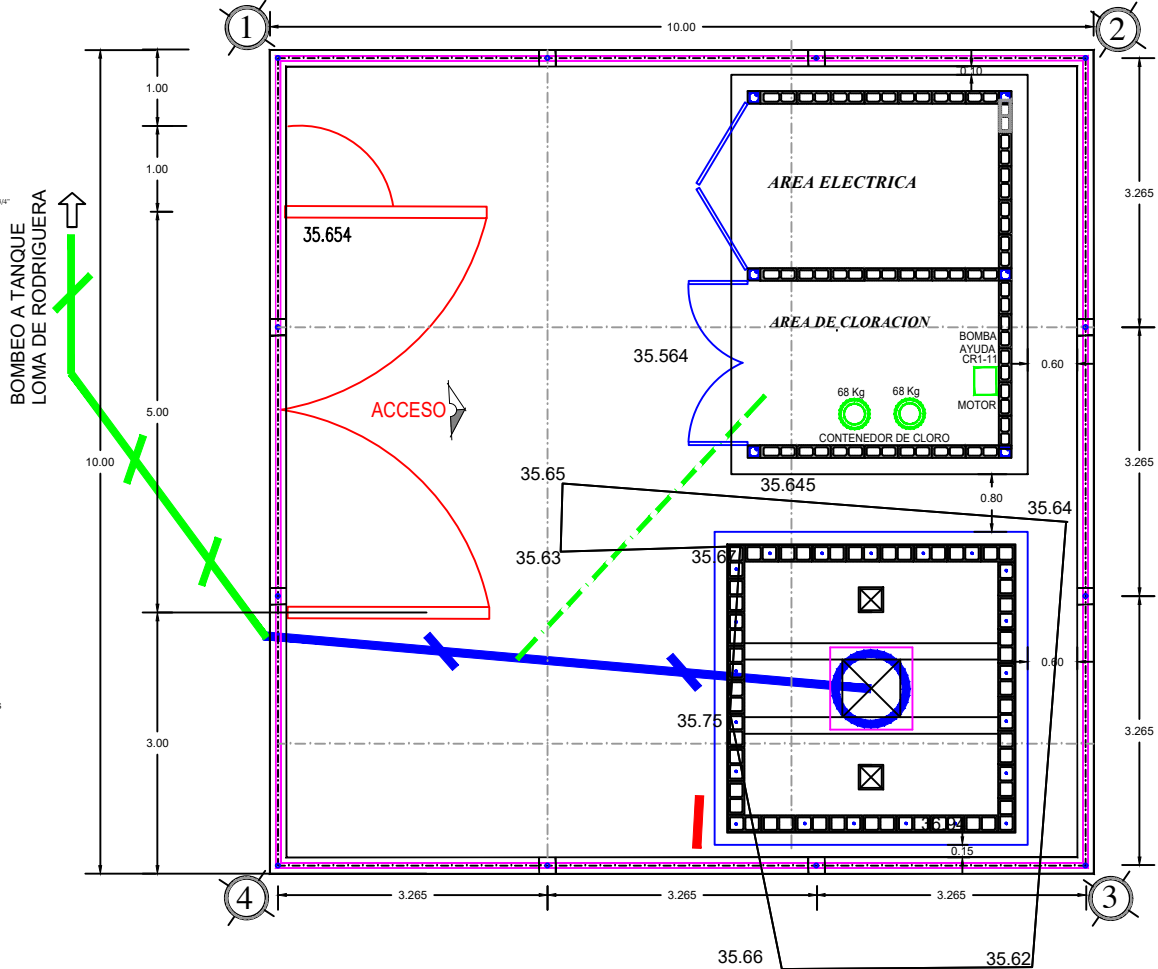 1
10.00
2
1.00
0.10
1.00
AREA ELECTRICA
3.265
BOMBEO A TANQUE
LOMA DE RODRIGUERA
35.654
AREA DE CLORACION
BOMBA
AYUDA
CR1-11
35.564
0.60
68 Kg
68 Kg
MOTOR
5.00
ACCESO
CONTENEDOR DE CLORO
10.00
3.265
35.65
35.645
0.80
35.64
35.63
35.67
0.60
35.75
3.00
3.265
0.15
4
3.265
3.265
3.265
3
35.66
35.62